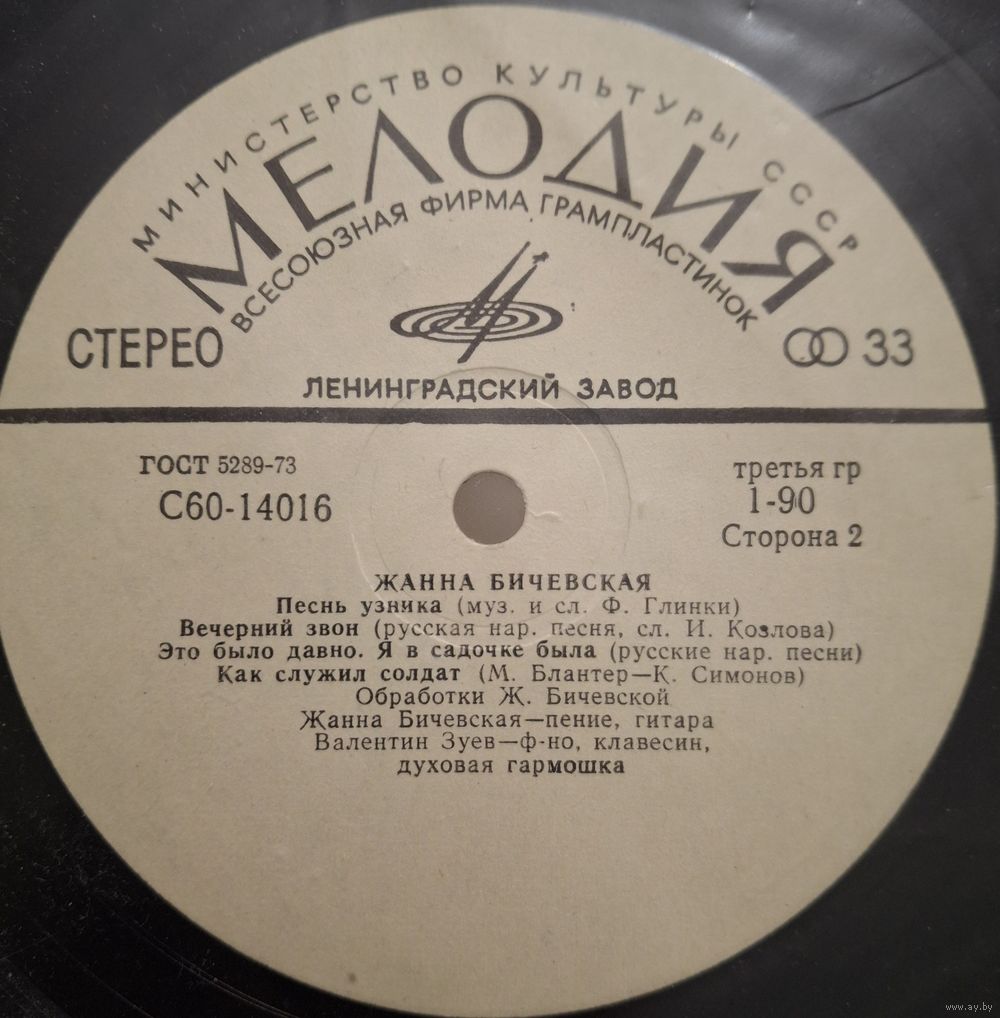 МИНИСТЕРСТВО КУЛЬТУРЫ СССР
МЕЛОДИЯ
ВСЕСОЮЗНАЯ ФИРМА ГРАМПЛАСТИНОК
СТЕРЕО
33
ЛЕНИНГРАДСКИЙ ЗАВОД
ГОСТ 5289-73
С60-14016
третья гр
1-90
Сторона 2
ЖАННА БИЧЕВСКАЯ
Песнь узника (муз. и сл. Ф. Глинки)
Вечерний звон (русская нар. песня, сл. И. Козлова)
Это было давно. Я в садочке была (русские нар. песни)
Как служил солдат (М. Блантер—К. Симонов)
Обработки Ж. Бичевской
Жанна Бичевская—пение, гитара
Валентин Зуев—ф-но, клавесин,
духовая гармошка
www.ay.by